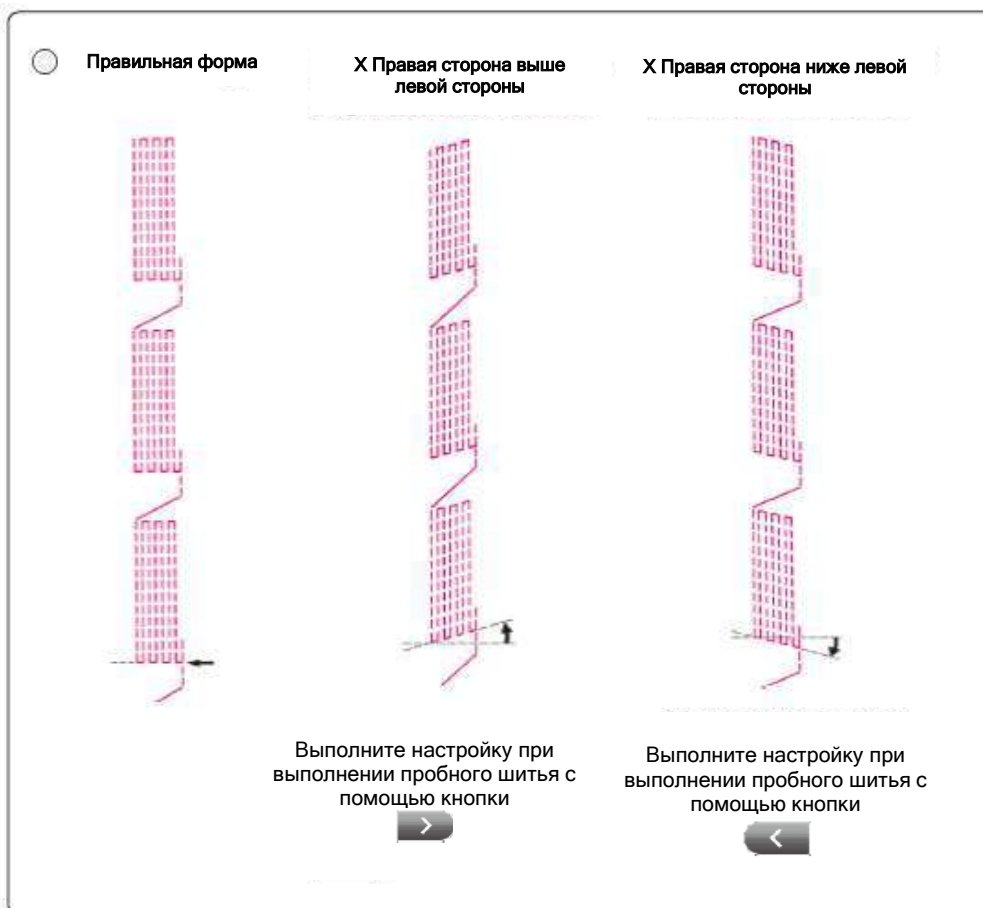 Правильная форма
X Правая сторона выше
левой стороны
X Правая сторона ниже левой
стороны
Выполните настройку при
выполнении пробного шитья с
помощью кнопки
>
Выполните настройку при
выполнении пробного шитья с
помощью кнопки
<